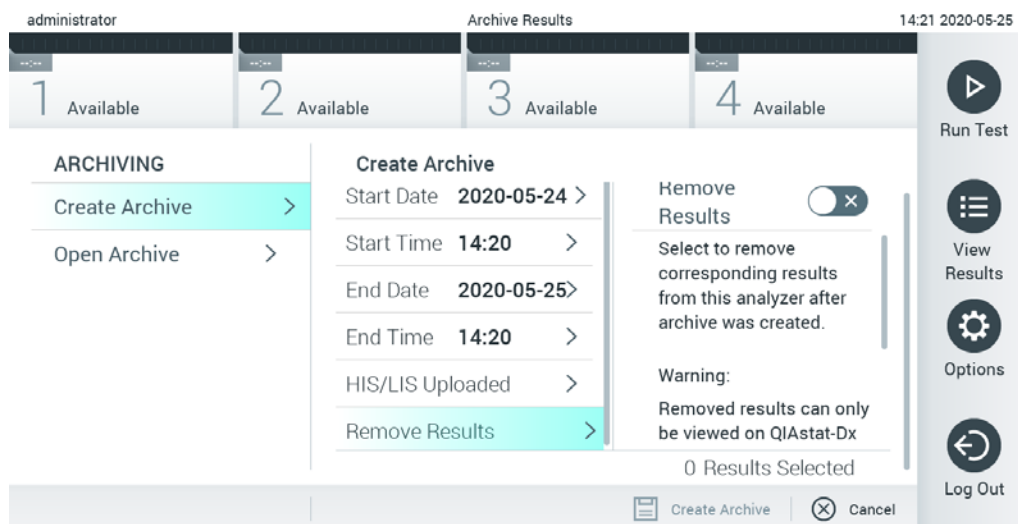 administrator
Archive Results
14:21 2020-05-25
--:--
--:--
--:--
--:--
1 Available
2 Available
3 Available
4 Available
ARCHIVING
Create Archive
Open Archive
Create Archive
Start Date 2020-05-24
Start Time 14:20
End Date 2020-05-25
End Time 14:20
HIS/LIS Uploaded
Remove Results
Remove
Results
Select to remove
corresponding results
from this analyzer after
archive was created.
Warning:
Removed results can only
be viewed on QIAstat-Dx
0 Results Selected
Create Archive
Cancel
Run Test
View
Results
Options
Log Out